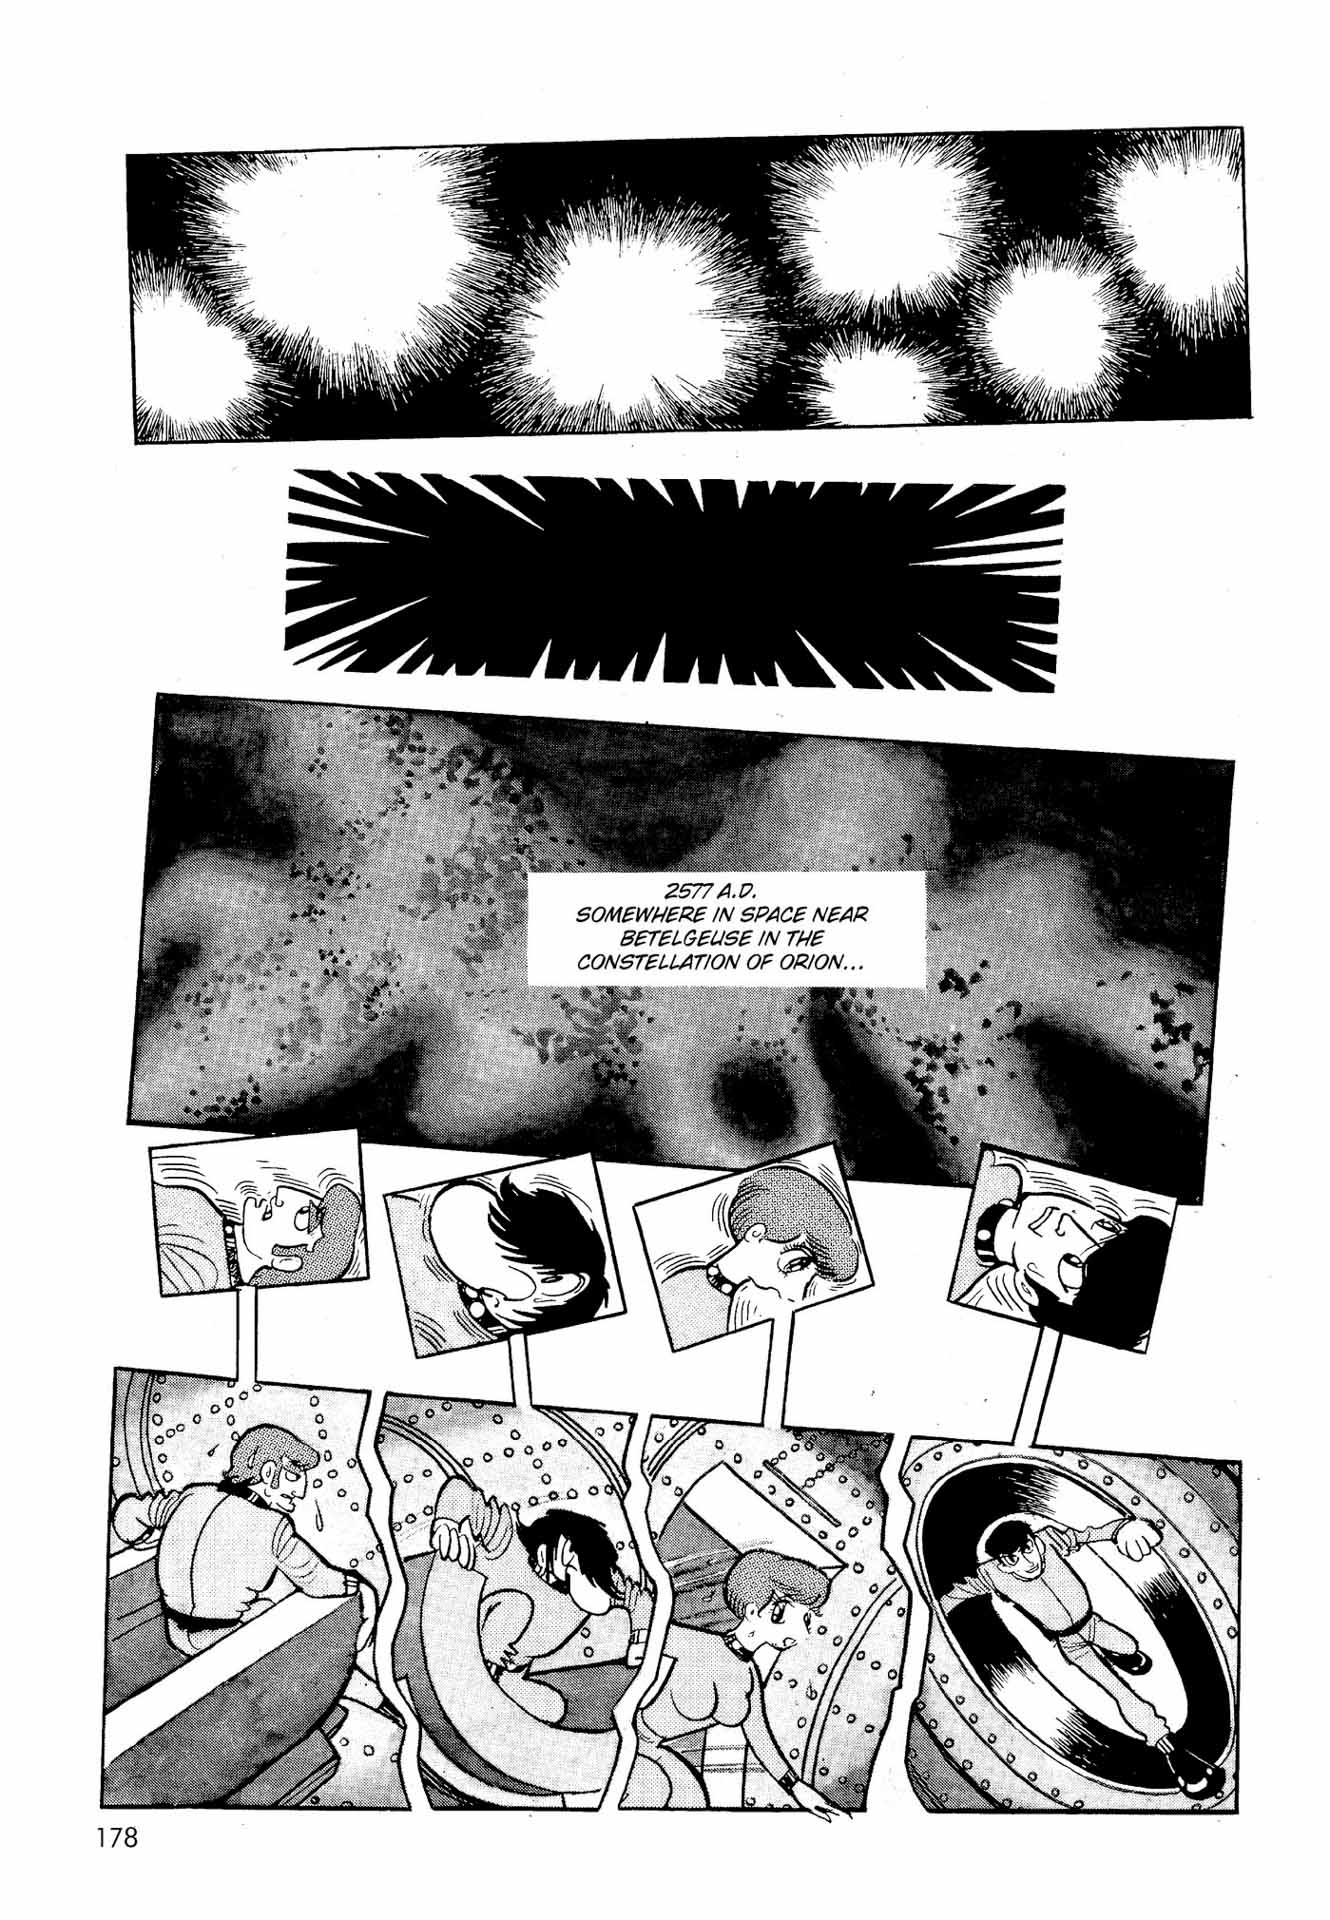 2577 A.D.
SOMEWHERE IN SPACE NEAR
BETELGEUSE IN THE
CONSTELLATION OF ORION...
178